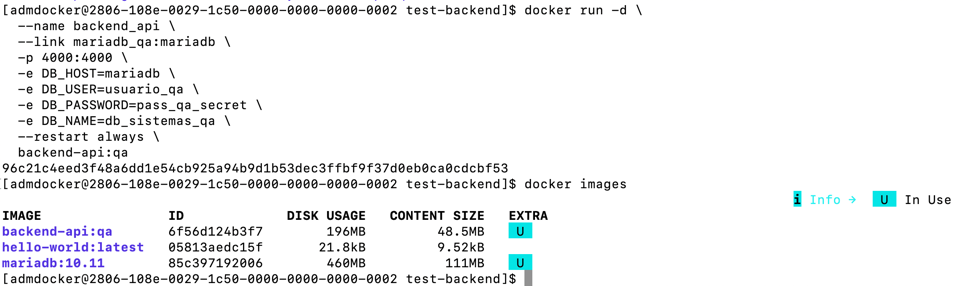 [admdocker@2806-108e-0029-1c50-0000-0000-0000-0002 test-backend]$ docker run -d \
--name backend_api \
--link mariadb_qa:mariadb \
-p 4000:4000 \
-e DB_HOST=mariadb \
-e DB_USER=usuario_qa \
-e DB_PASSWORD=pass_qa_secret \
-e DB_NAME=db_sistemas_qa \
--restart always \
backend-api:qa
96c21c4eed3f48a6dd1e54cb925a94b9d1b53dec3ffbf9f37d0eb0ca0cdcbf53
[admdocker@2806-108e-0029-1c50-0000-0000-0000-0002 test-backend]$ docker images
i Info → U In Use
IMAGE ID DISK USAGE CONTENT SIZE EXTRA
backend-api:qa 6f56d124b3f7 196MB 48.5MB U
hello-world:latest 05813aedc15f 21.8kB 9.52kB
mariadb:10.11 85c397192006 460MB 111MB U
[admdocker@2806-108e-0029-1c50-0000-0000-0000-0002 test-backend]$